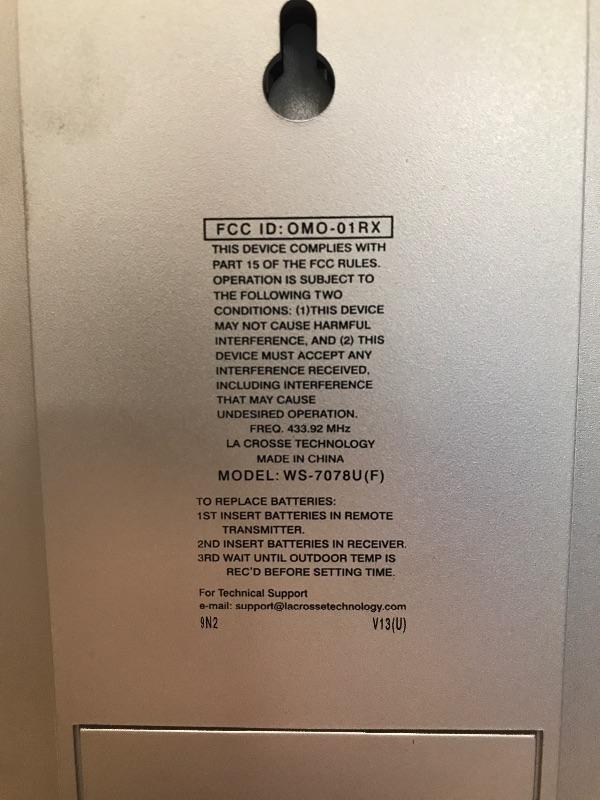 FCC ID: OMO-01RX
THIS DEVICE COMPLIES WITH
PART 15 OF THE FCC RULES.
OPERATION IS SUBJECT TO
THE FOLLOWING TWO
CONDITIONS: (1)THIS DEVICE
MAY NOT CAUSE HARMFUL
INTERFERENCE, AND (2) THIS
DEVICE MUST ACCEPT ANY
INTERFERENCE RECEIVED,
INCLUDING INTERFERENCE
THAT MAY CAUSE
UNDESIRED OPERATION.
FREQ. 433.92 MHz
LA CROSSE TECHNOLOGY
MADE IN CHINA
MODEL: WS-7078U(F)
TO REPLACE BATTERIES:
1ST INSERT BATTERIES IN REMOTE
TRANSMITTER.
2ND INSERT BATTERIES IN RECEIVER.
3RD WAIT UNTIL OUTDOOR TEMP IS
REC'D BEFORE SETTING TIME.
For Technical Support
e-mail: support@lacrossetechnology.com
9N2 V13(U)